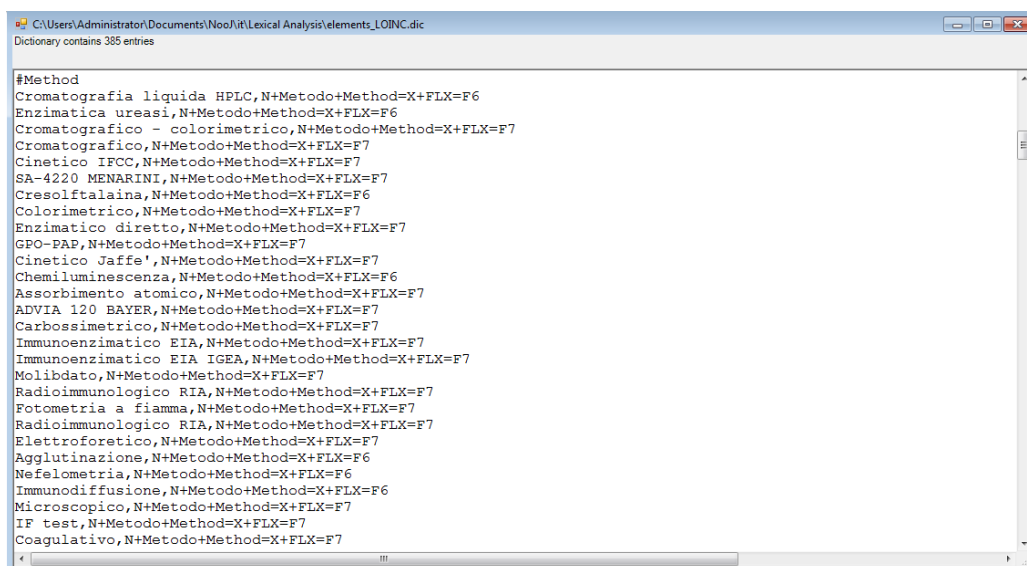 C:\Users\Administrator\Documents\NooJ\it\Lexical Analysis\elements_LOINC.dic
Dictionary contains 385 entries
#Method
Cromatografia liquida HPLC,N+Metodo+Method=X+FLX=F6
Enzimatica ureasi,N+Metodo+Method=X+FLX=F6
Cromatografico - colorimetrico,N+Metodo+Method=X+FLX=F7
Cromatografico,N+Metodo+Method=X+FLX=F7
Cinetico IFCC,N+Metodo+Method=X+FLX=F7
SA-4220 MENARINI,N+Metodo+Method=X+FLX=F7
Cresolftalaina,N+Metodo+Method=X+FLX=F6
Colorimetrico,N+Metodo+Method=X+FLX=F7
Enzimatico diretto,N+Metodo+Method=X+FLX=F7
GPO-PAP,N+Metodo+Method=X+FLX=F7
Cinetico Jaffe',N+Metodo+Method=X+FLX=F7
Chemiluminescenza,N+Metodo+Method=X+FLX=F6
Assorbimento atomico,N+Metodo+Method=X+FLX=F7
ADVIA 120 BAYER,N+Metodo+Method=X+FLX=F7
Carbossimetrico,N+Metodo+Method=X+FLX=F7
Immunoenzimatico EIA,N+Metodo+Method=X+FLX=F7
Immunoenzimatico EIA IGEA,N+Metodo+Method=X+FLX=F7
Molibdato,N+Metodo+Method=X+FLX=F7
Radioimmunologico RIA,N+Metodo+Method=X+FLX=F7
Fotometria a fiamma,N+Metodo+Method=X+FLX=F7
Radioimmunologico RIA,N+Metodo+Method=X+FLX=F7
Elettroforetico,N+Metodo+Method=X+FLX=F7
Agglutinazione,N+Metodo+Method=X+FLX=F6
Nefelometria,N+Metodo+Method=X+FLX=F6
Immunodiffusione,N+Metodo+Method=X+FLX=F6
Microscopico,N+Metodo+Method=X+FLX=F7
IF test,N+Metodo+Method=X+FLX=F7
Coagulativo,N+Metodo+Method=X+FLX=F7